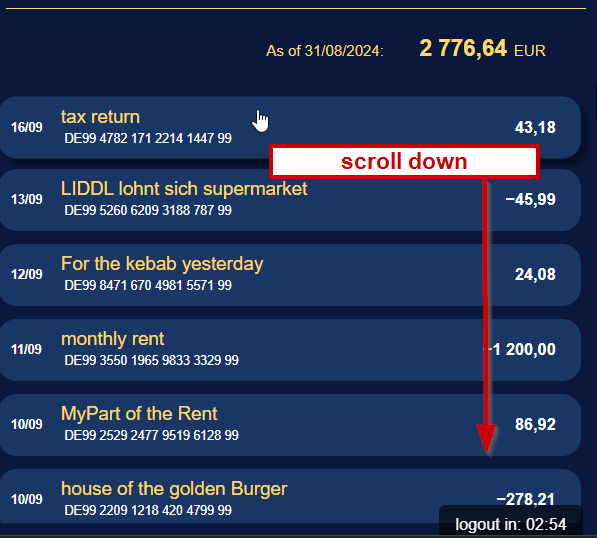 As of 31/08/2024: 2 776,64 EUR
16/09 tax return 43,18
DE99 4782 171 2214 1447 99
scroll down
13/09 LIDDL lohnt sich supermarket −45,99
DE99 5260 6209 3188 787 99
12/09 For the kebab yesterday 24,08
DE99 8471 670 4981 5571 99
11/09 monthly rent −1 200,00
DE99 3550 1965 9833 3329 99
10/09 MyPart of the Rent 86,92
DE99 2529 2477 9519 6128 99
10/09 house of the golden Burger −278,21
DE99 2209 1218 420 4799 99
logout in: 02:54